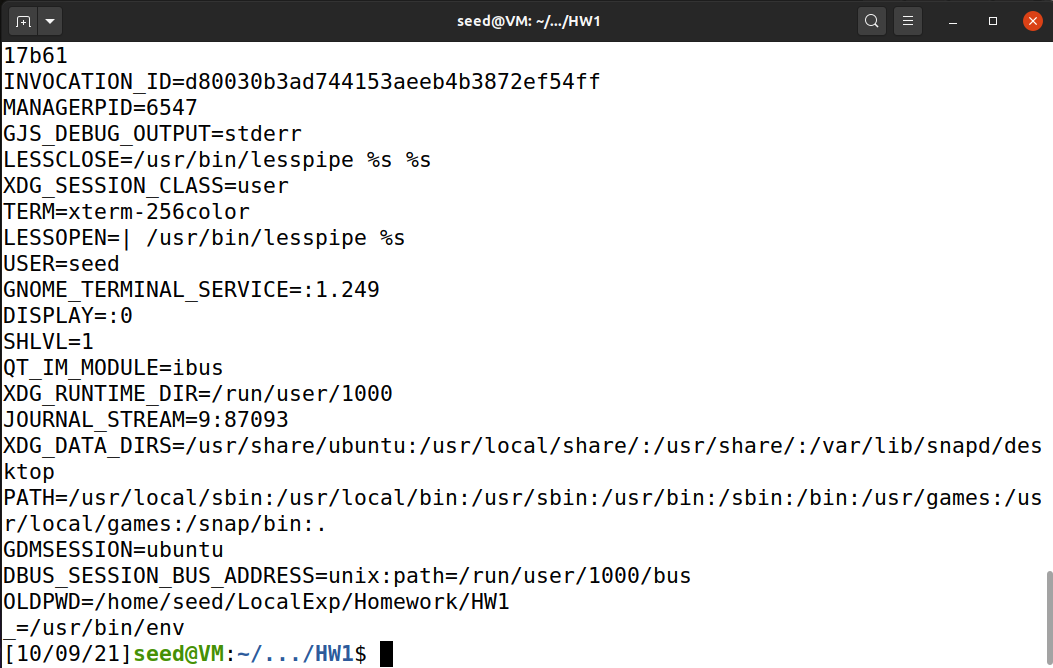 seed@VM: ~/.../HW1
17b61
INVOCATION_ID=d80030b3ad744153aeeb4b3872ef54ff
MANAGERPID=6547
GJS_DEBUG_OUTPUT=stderr
LESSCLOSE=/usr/bin/lesspipe %s %s
XDG_SESSION_CLASS=user
TERM=xterm-256color
LESSOPEN=| /usr/bin/lesspipe %s
USER=seed
GNOME_TERMINAL_SERVICE=:1.249
DISPLAY=:0
SHLVL=1
QT_IM_MODULE=ibus
XDG_RUNTIME_DIR=/run/user/1000
JOURNAL_STREAM=9:87093
XDG_DATA_DIRS=/usr/share/ubuntu:/usr/local/share/:/usr/share/:/var/lib/snapd/des
ktop
PATH=/usr/local/sbin:/usr/local/bin:/usr/sbin:/usr/bin:/sbin:/bin:/usr/games:/us
r/local/games:/snap/bin:.
GDMSESSION=ubuntu
DBUS_SESSION_BUS_ADDRESS=unix:path=/run/user/1000/bus
OLDPWD=/home/seed/LocalExp/Homework/HW1
_=/usr/bin/env
[10/09/21]seed@VM:~/.../HW1$